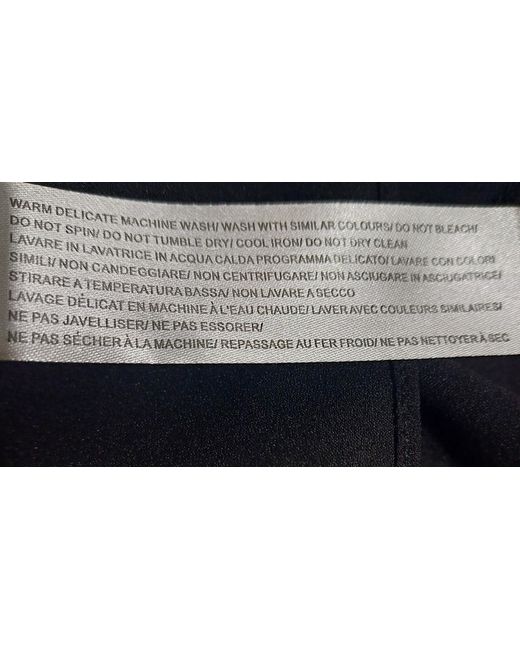 WARM DELICATE MACHINE WASH/ WASH WITH SIMILAR COLOURS/ DO NOT BLEACH/
DO NOT SPIN/ DO NOT TUMBLE DRY/ COOL IRON/ DO NOT DRY CLEAN
LAVARE IN LAVATRICE IN ACQUA CALDA PROGRAMMA DELICATO/ LAVARE CON COLORI
SIMILI/ NON CANDEGGIARE/ NON CENTRIFUGARE/ NON ASCIUGARE IN ASCIUGATRICE/
STIRARE A TEMPERATURA BASSA/ NON LAVARE A SECCO
LAVAGE DÉLICAT EN MACHINE À L'EAU CHAUDE/ LAVER AVEC COULEURS SIMILAIRES/
NE PAS JAVELLISER/ NE PAS ESSORER/
NE PAS SÉCHER À LA MACHINE/ REPASSAGE AU FER FROID/ NE PAS NETTOYER À SEC